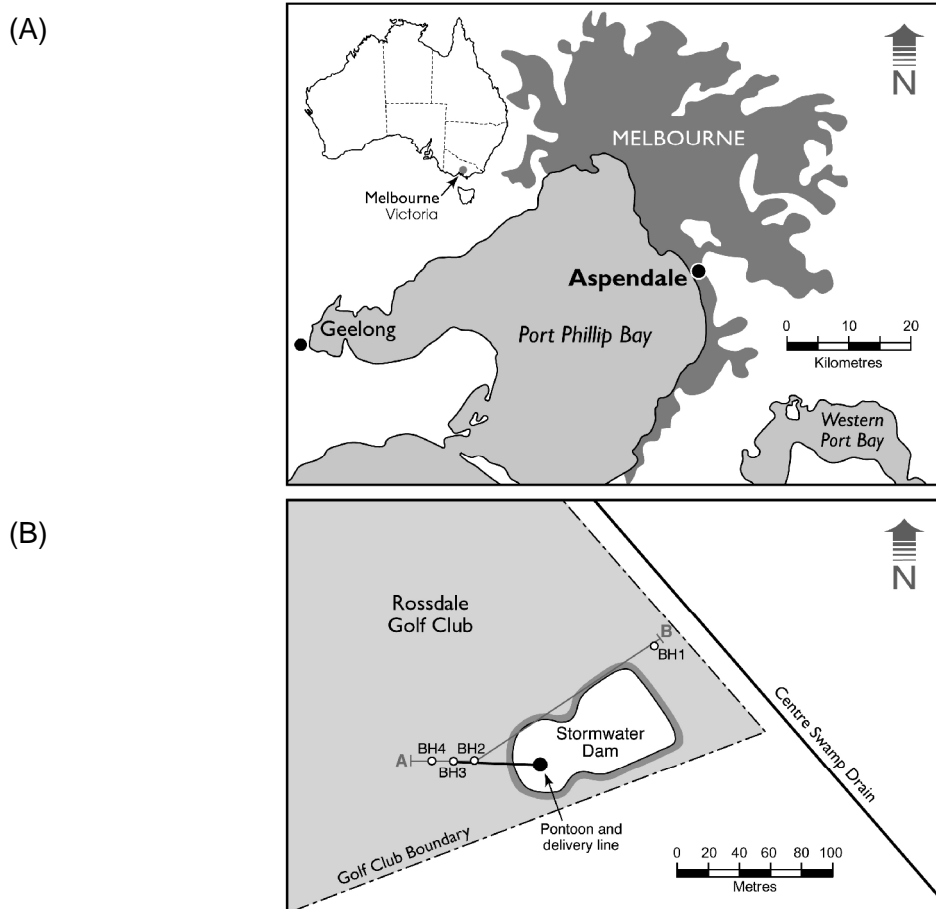 (A)
N
MELBOURNE
Melbourne
Victoria
Aspendale
Geelong
Port Phillip Bay
0 10 20
Kilometres
Western
Port Bay
(B)
N
Rossdale
Golf Club
B
BH1
Centre Swamp Drain
Stormwater
Dam
A
BH4 BH2
BH3
Pontoon and
delivery line
Golf Club Boundary
0 20 40 60 80 100
Metres